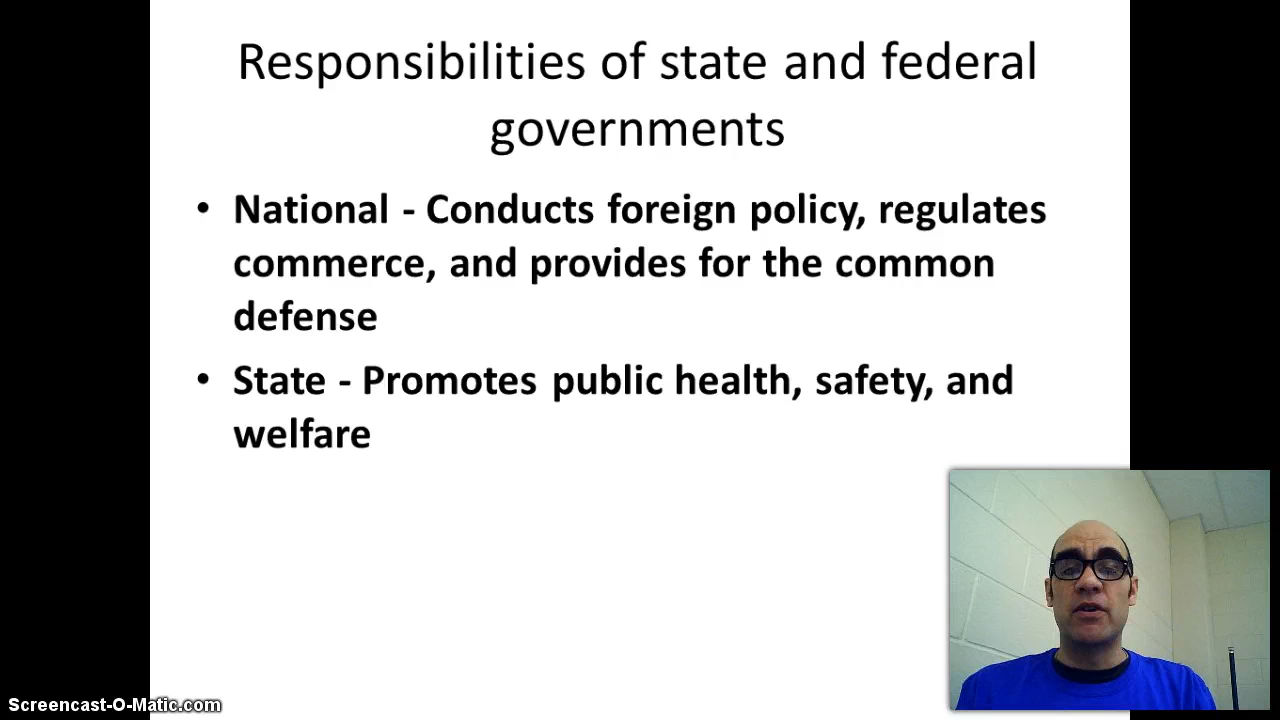 Responsibilities of state and federal
governments
• National - Conducts foreign policy, regulates
commerce, and provides for the common
defense
• State - Promotes public health, safety, and
welfare
Screencast-O-Matic.com